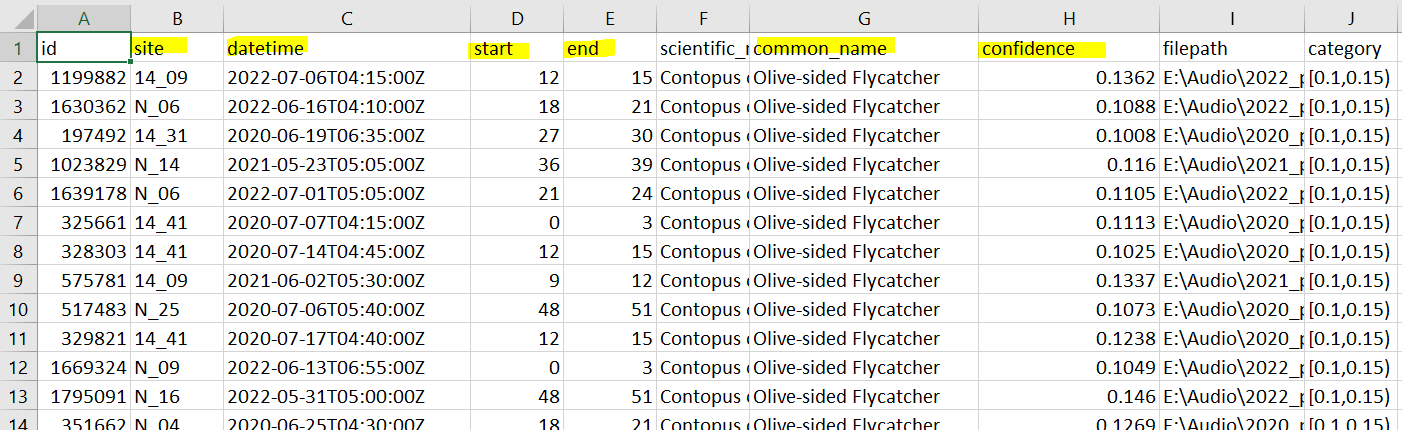 A B C D E F G H I J
1 id site datetime start end scientific_ common_name confidence filepath category
2 1199882 14_09 2022-07-06T04:15:00Z 12 15 Contopus Olive-sided Flycatcher 0.1362 E:\Audio\2022_ [0.1,0.15)
3 1630362 N_06 2022-06-16T04:10:00Z 18 21 Contopus Olive-sided Flycatcher 0.1088 E:\Audio\2022_ [0.1,0.15)
4 197492 14_31 2020-06-19T06:35:00Z 27 30 Contopus Olive-sided Flycatcher 0.1008 E:\Audio\2020_ [0.1,0.15)
5 1023829 N_14 2021-05-23T05:05:00Z 36 39 Contopus Olive-sided Flycatcher 0.116 E:\Audio\2021_ [0.1,0.15)
6 1639178 N_06 2022-07-01T05:05:00Z 21 24 Contopus Olive-sided Flycatcher 0.1105 E:\Audio\2022_ [0.1,0.15)
7 325661 14_41 2020-07-07T04:15:00Z 0 3 Contopus Olive-sided Flycatcher 0.1113 E:\Audio\2020_ [0.1,0.15)
8 328303 14_41 2020-07-14T04:45:00Z 12 15 Contopus Olive-sided Flycatcher 0.1025 E:\Audio\2020_ [0.1,0.15)
9 575781 14_09 2021-06-02T05:30:00Z 9 12 Contopus Olive-sided Flycatcher 0.1337 E:\Audio\2021_ [0.1,0.15)
10 517483 N_25 2020-07-06T05:40:00Z 48 51 Contopus Olive-sided Flycatcher 0.1073 E:\Audio\2020_ [0.1,0.15)
11 329821 14_41 2020-07-17T04:40:00Z 12 15 Contopus Olive-sided Flycatcher 0.1238 E:\Audio\2020_ [0.1,0.15)
12 1669324 N_09 2022-06-13T06:55:00Z 0 3 Contopus Olive-sided Flycatcher 0.1049 E:\Audio\2022_ [0.1,0.15)
13 1795091 N_16 2022-05-31T05:00:00Z 48 51 Contopus Olive-sided Flycatcher 0.146 E:\Audio\2022_ [0.1,0.15)
14 351662 N_04 2020-06-25T04:30:00Z 18 21 Contopus Olive-sided Flycatcher 0.1269 E:\Audio\2020_ [0.1,0.15)